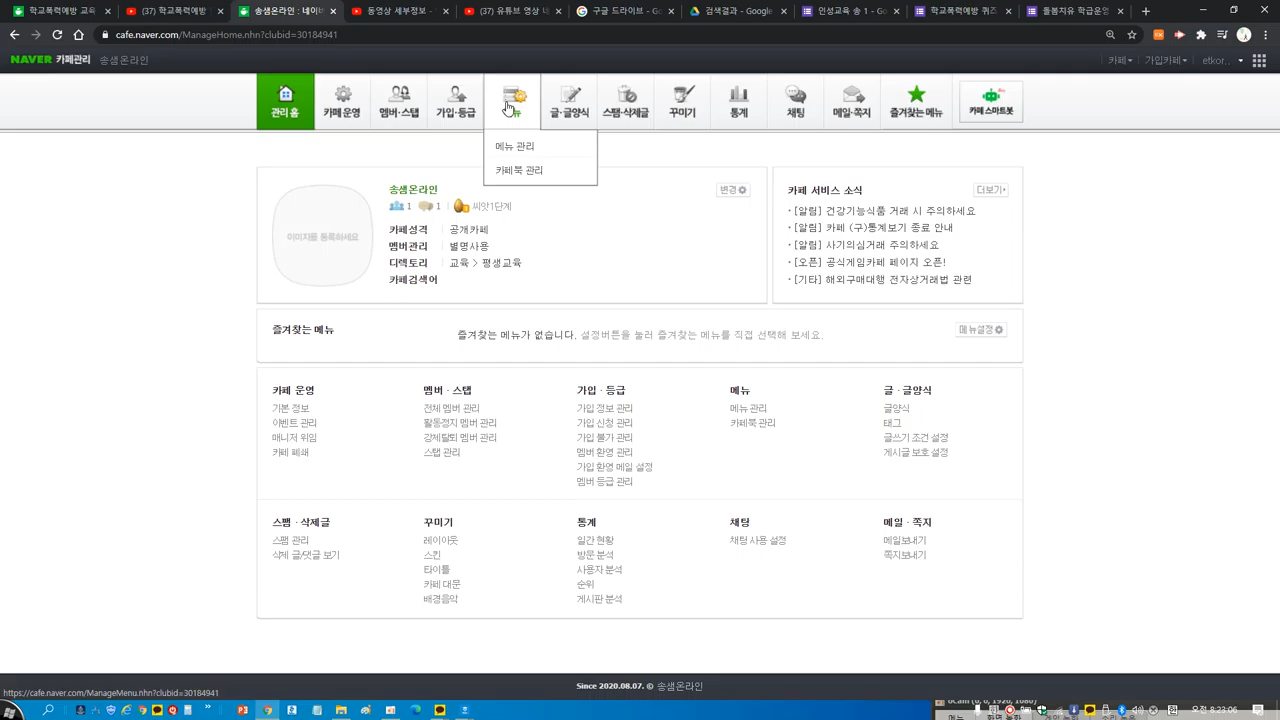 학교폭력예방 교육
(37) 학교폭력예방
송샘온라인 : 네이버
동영상 세부정보 -
(37) 유튜브 영상 너
구글 드라이브 - Go
검색결과 - Google
인트로 송 1 - Goog
학교폭력예방 퀴즈
cafe.naver.com/ManageHome.nhn?clubid=30184941
NAVER 카페관리 송샘온라인
카페 가입카페 etkor..
관리 홈 카페 운영 멤버·스탭 가입·등급 글·글양식 스팸·삭제글 꾸미기 통계 채팅 메일·쪽지 즐겨찾는 메뉴 카페 스마트봇
메뉴 관리
카페북 관리
이미지를 등록하세요
송샘온라인 변경
1 1 씨앗1단계
카페성격 공개카페
멤버관리 별명사용
디렉토리 교육 > 평생교육
카페검색어
카페 서비스 소식 더보기
· [알림] 건강기능식품 거래 시 주의하세요
· [알림] 카페 (구)통계보기 종료 안내
· [알림] 사기의심거래 주의하세요
· [오픈] 공식게임카페 페이지 오픈!
· [기타] 해외구매대행 전자상거래법 관련
즐겨찾는 메뉴 즐겨찾는 메뉴가 없습니다. 설정버튼을 눌러 즐겨찾는 메뉴를 직접 선택해 보세요. 메뉴설정
카페 운영
기본 정보
이벤트 관리
매니저 위임
카페 폐쇄
멤버 · 스탭
전체 멤버 관리
활동정지 멤버 관리
강제탈퇴 멤버 관리
스탭 관리
가입 · 등급
가입 정보 관리
가입 신청 관리
가입 불가 관리
멤버 환영 관리
가입 환영 메일 설정
멤버 등급 관리
메뉴
메뉴 관리
카페북 관리
글 · 글양식
글양식
태그
글쓰기 조건 설정
게시글 보호 설정
스팸 · 삭제글
스팸 관리
삭제 글/댓글 보기
꾸미기
레이아웃
스킨
타이틀
카페 대문
배경음악
통계
일간 현황
방문 분석
사용자 분석
순위
게시판 분석
채팅
채팅 사용 설정
메일 · 쪽지
메일보내기
쪽지보내기
Since 2020.08.07. © 송샘온라인
https://cafe.naver.com/ManageMenu.nhn?clubid=30184941
오전 8:23:06